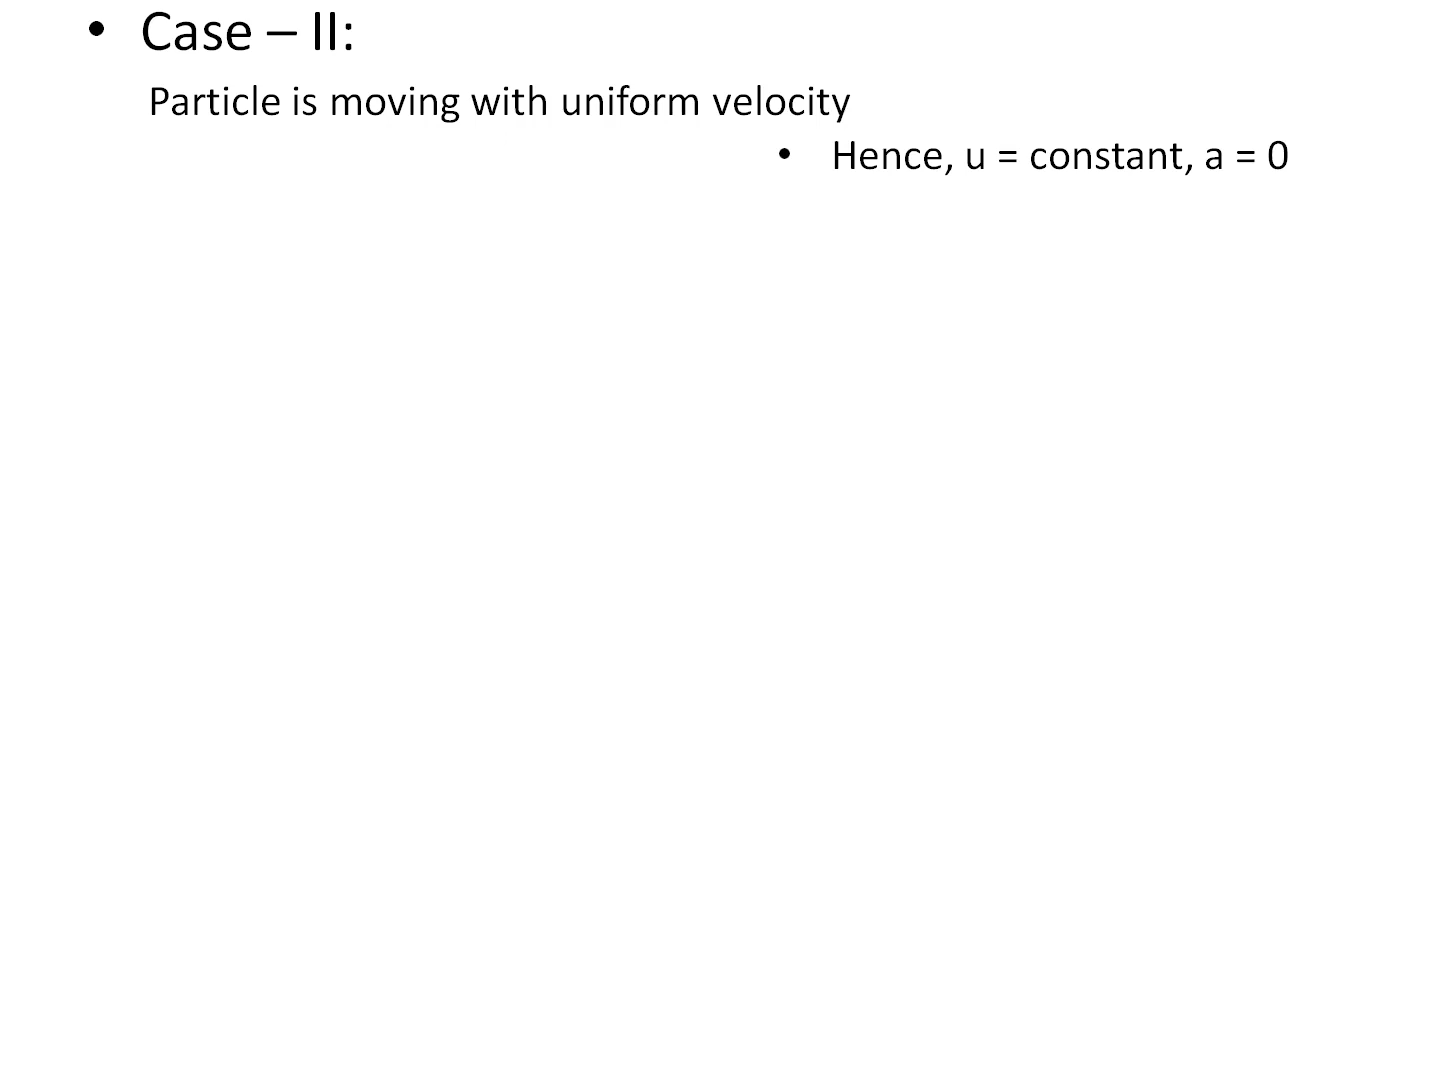 • Case – II:
Particle is moving with uniform velocity
• Hence, u = constant, a = 0